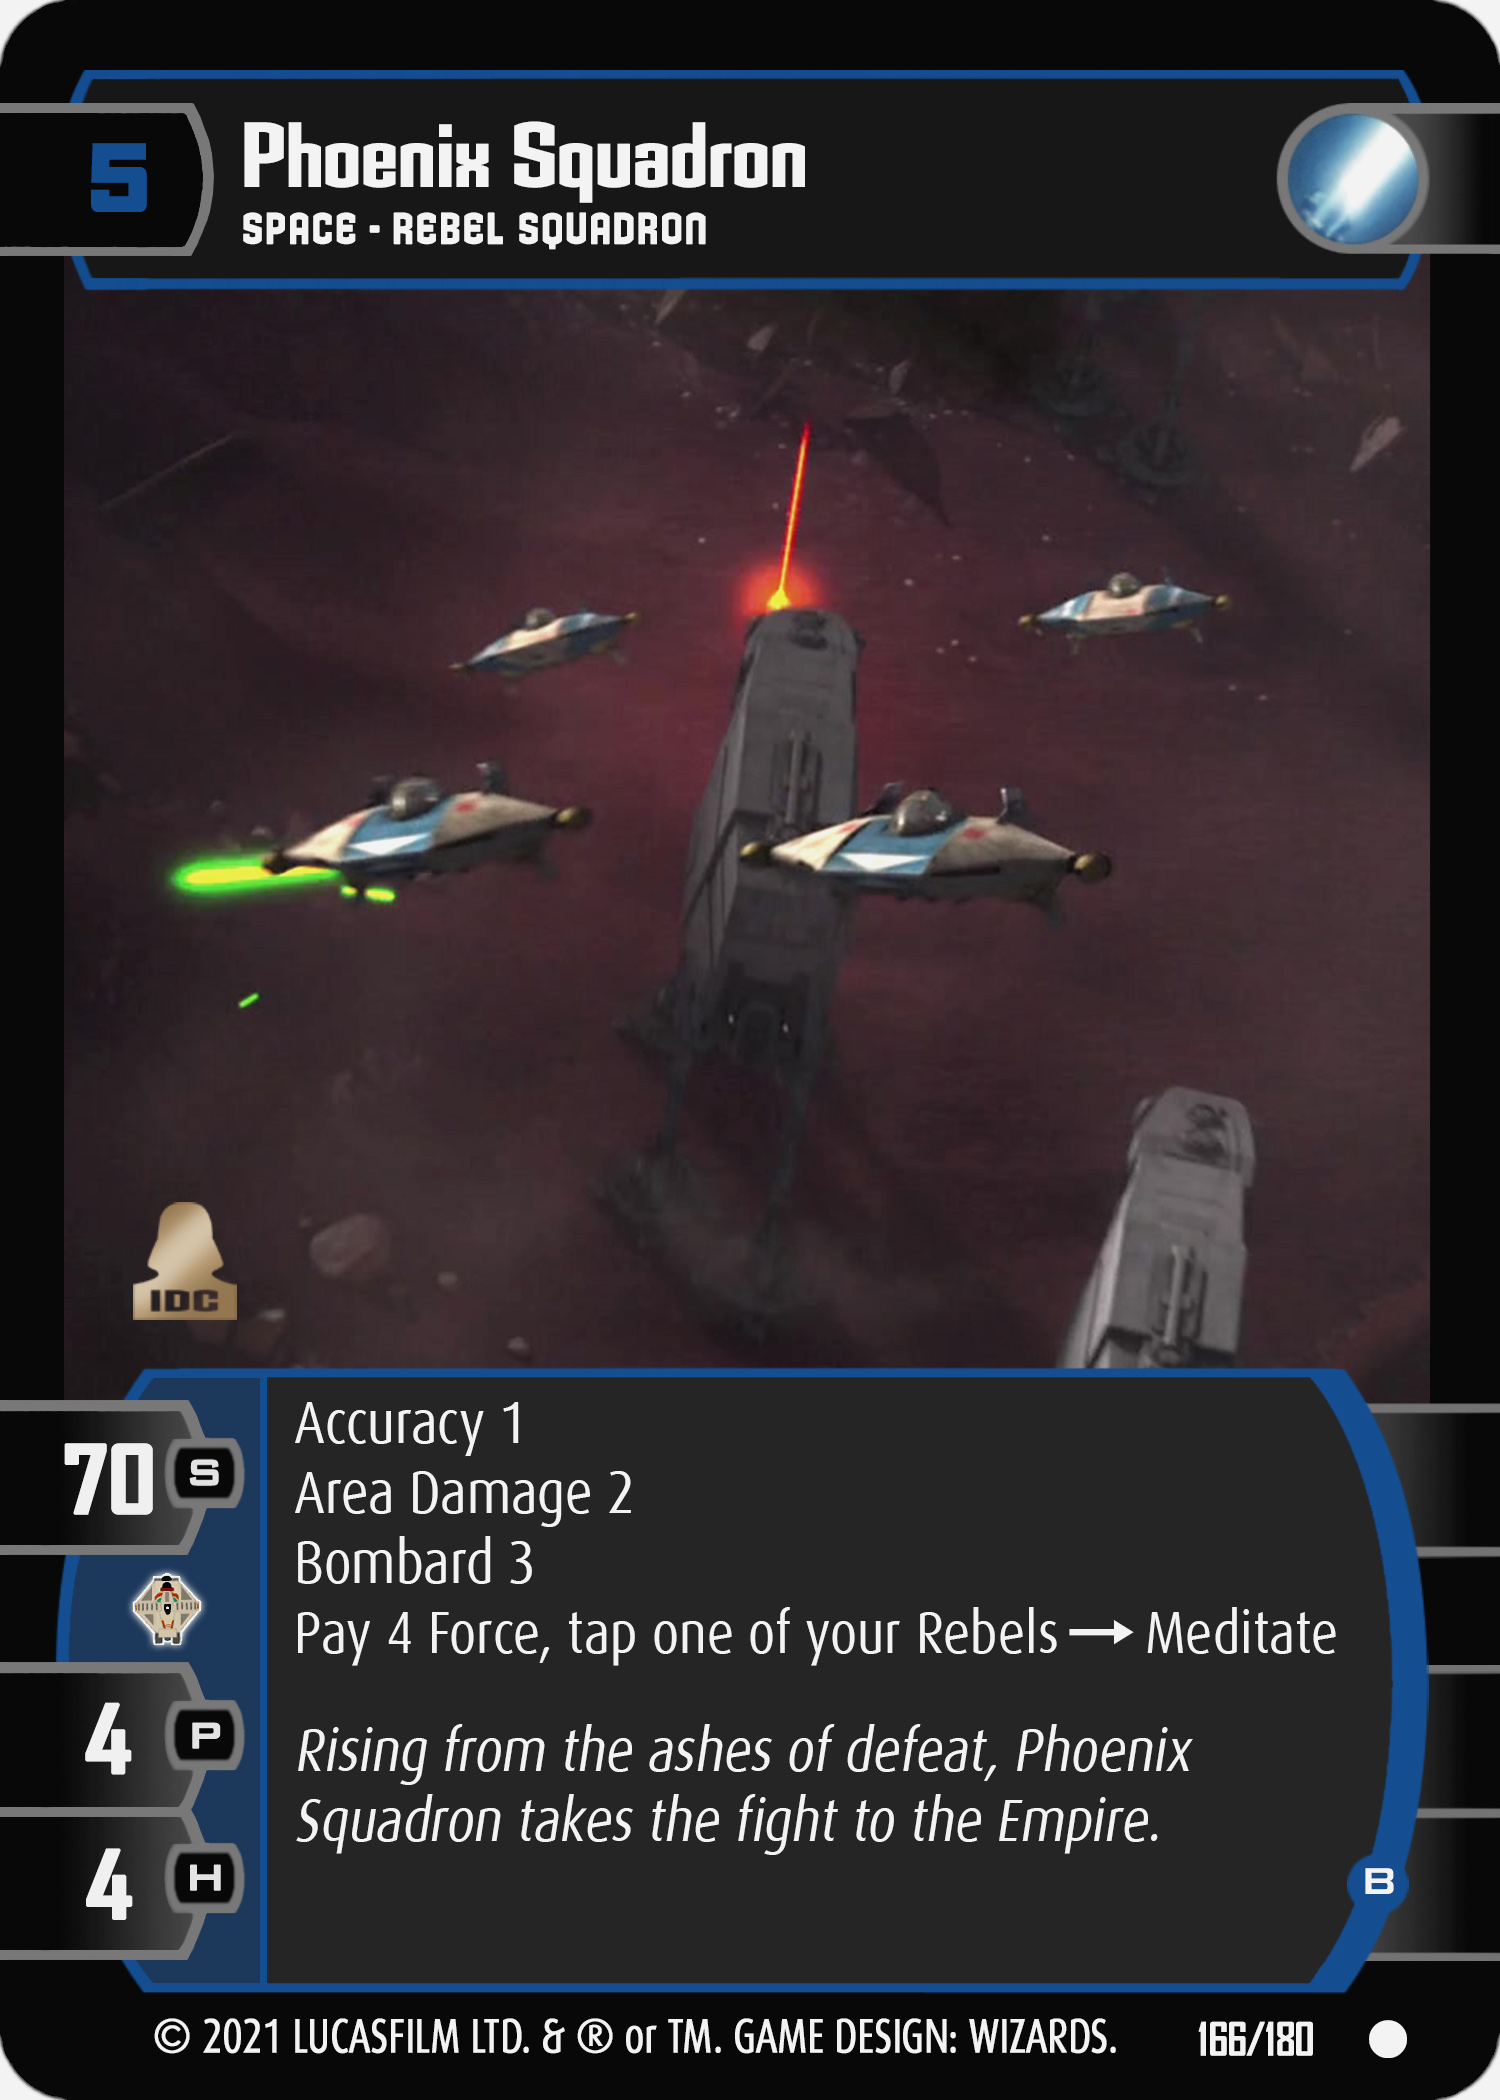 5
Phoenix Squadron
SPACE - REBEL SQUADRON
IDC
70 S
Accuracy 1
Area Damage 2
Bombard 3
Pay 4 Force, tap one of your Rebels → Meditate
4 P
Rising from the ashes of defeat, Phoenix
Squadron takes the fight to the Empire.
4 H
B
© 2021 LUCASFILM LTD. & ® or TM. GAME DESIGN: WIZARDS.
166/180